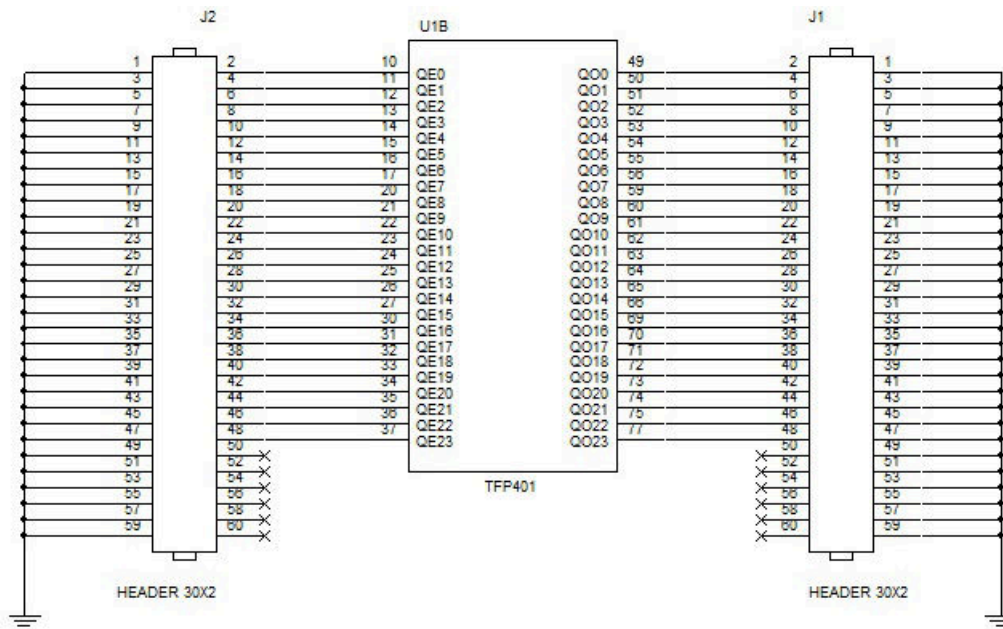 J2 U1B J1
1 2 10 QE0 QO0 49 2 1
3 4 11 QE1 QO1 50 4 3
5 6 12 QE2 QO2 51 6 5
7 8 13 QE3 QO3 52 8 7
9 10 14 QE4 QO4 53 10 9
11 12 15 QE5 QO5 54 12 11
13 14 16 QE6 QO6 55 14 13
15 16 17 QE7 QO7 56 16 15
17 18 20 QE8 QO8 59 18 17
19 20 21 QE9 QO9 60 20 19
21 22 22 QE10 QO10 61 22 21
23 24 23 QE11 QO11 62 24 23
25 26 24 QE12 QO12 63 26 25
27 28 25 QE13 QO13 64 28 27
29 30 26 QE14 QO14 65 30 29
31 32 27 QE15 QO15 66 32 31
33 34 30 QE16 QO16 69 34 33
35 36 31 QE17 QO17 70 36 35
37 38 32 QE18 QO18 71 38 37
39 40 33 QE19 QO19 72 40 39
41 42 34 QE20 QO20 73 42 41
43 44 35 QE21 QO21 74 44 43
45 46 36 QE22 QO22 75 46 45
47 48 37 QE23 QO23 77 48 47
49 50 50 49
51 52 52 51
53 54 54 53
55 56 56 55
57 58 58 57
59 60 60 59
TFP401
HEADER 30X2 HEADER 30X2